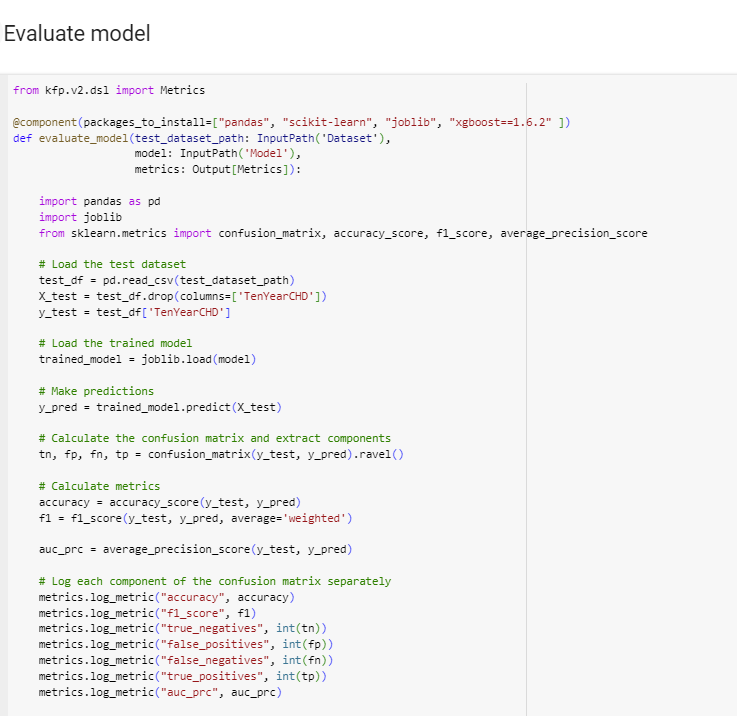 Evaluate model
from kfp.v2.dsl import Metrics
@component(packages_to_install=["pandas", "scikit-learn", "joblib", "xgboost==1.6.2" ])
def evaluate_model(test_dataset_path: InputPath('Dataset'),
                   model: InputPath('Model'),
                   metrics: Output[Metrics]):
    import pandas as pd
    import joblib
    from sklearn.metrics import confusion_matrix, accuracy_score, f1_score, average_precision_score
    # Load the test dataset
    test_df = pd.read_csv(test_dataset_path)
    X_test = test_df.drop(columns=['TenYearCHD'])
    y_test = test_df['TenYearCHD']
    # Load the trained model
    trained_model = joblib.load(model)
    # Make predictions
    y_pred = trained_model.predict(X_test)
    # Calculate the confusion matrix and extract components
    tn, fp, fn, tp = confusion_matrix(y_test, y_pred).ravel()
    # Calculate metrics
    accuracy = accuracy_score(y_test, y_pred)
    f1 = f1_score(y_test, y_pred, average='weighted')
    auc_prc = average_precision_score(y_test, y_pred)
    # Log each component of the confusion matrix separately
    metrics.log_metric("accuracy", accuracy)
    metrics.log_metric("f1_score", f1)
    metrics.log_metric("true_negatives", int(tn))
    metrics.log_metric("false_positives", int(fp))
    metrics.log_metric("false_negatives", int(fn))
    metrics.log_metric("true_positives", int(tp))
    metrics.log_metric("auc_prc", auc_prc)